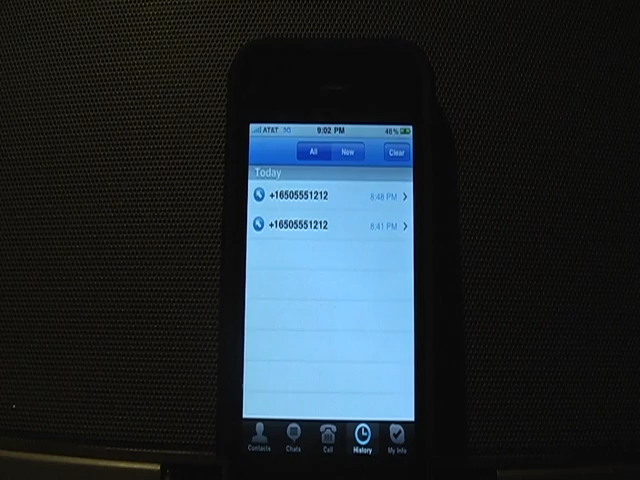 AT&T 3G 9:02 PM 48%
All New Clear
Today
+16505551212 8:48 PM
+16505551212 8:41 PM
Contacts Chats Call History My Info